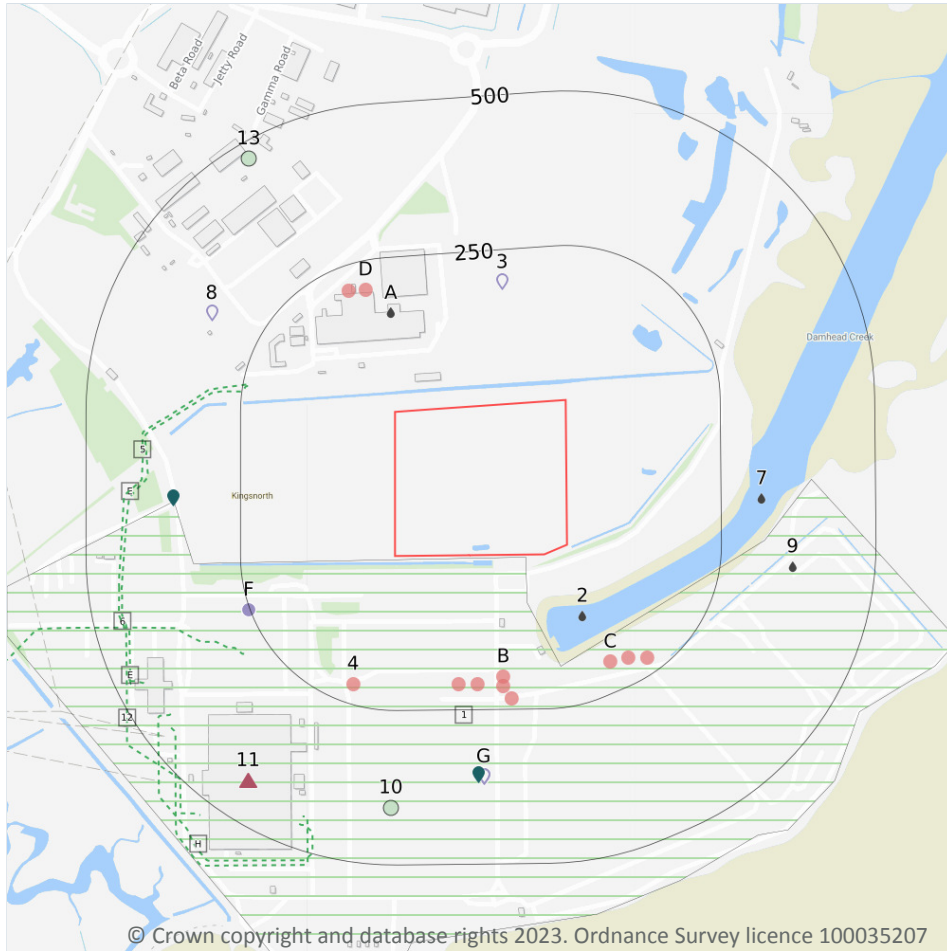 Beta Road
Jetty Road
Gamma Road
500
13
250
3
D
A
8
Damhead Creek
5
E
Kingsnorth
7
9
F
2
6
C
B
E
4
12
1
11
G
10
H
© Crown copyright and database rights 2023. Ordnance Survey licence 100035207